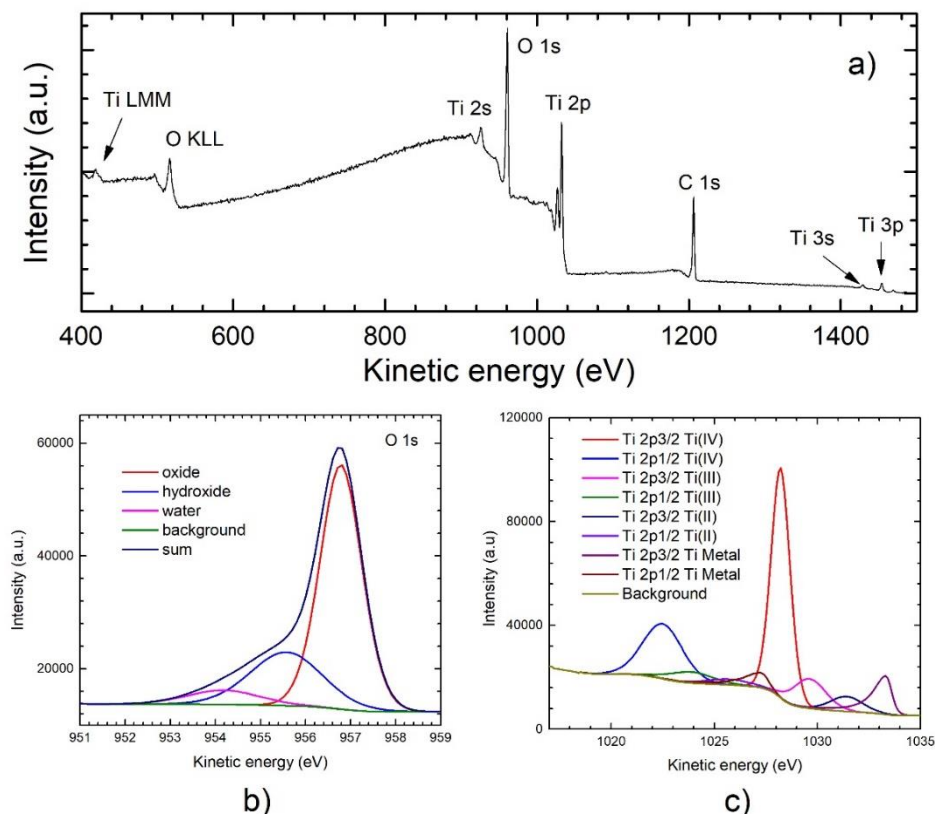 a)
Ti LMM
O KLL
Ti 2s
O 1s
Ti 2p
C 1s
Ti 3s
Ti 3p
Intensity (a.u.)
400 600 800 1000 1200 1400
Kinetic energy (eV)
O 1s
oxide
hydroxide
water
background
sum
60000
40000
20000
Intensity (a.u.)
951 952 953 954 955 956 957 958 959
Kinetic energy (eV)
b)
Ti 2p3/2 Ti(IV)
Ti 2p1/2 Ti(IV)
Ti 2p3/2 Ti(III)
Ti 2p1/2 Ti(III)
Ti 2p3/2 Ti(II)
Ti 2p1/2 Ti(II)
Ti 2p3/2 Ti Metal
Ti 2p1/2 Ti Metal
Background
120000
80000
40000
0
Intensity (a.u)
1020 1025 1030 1035
Kinetic energy (eV)
c)